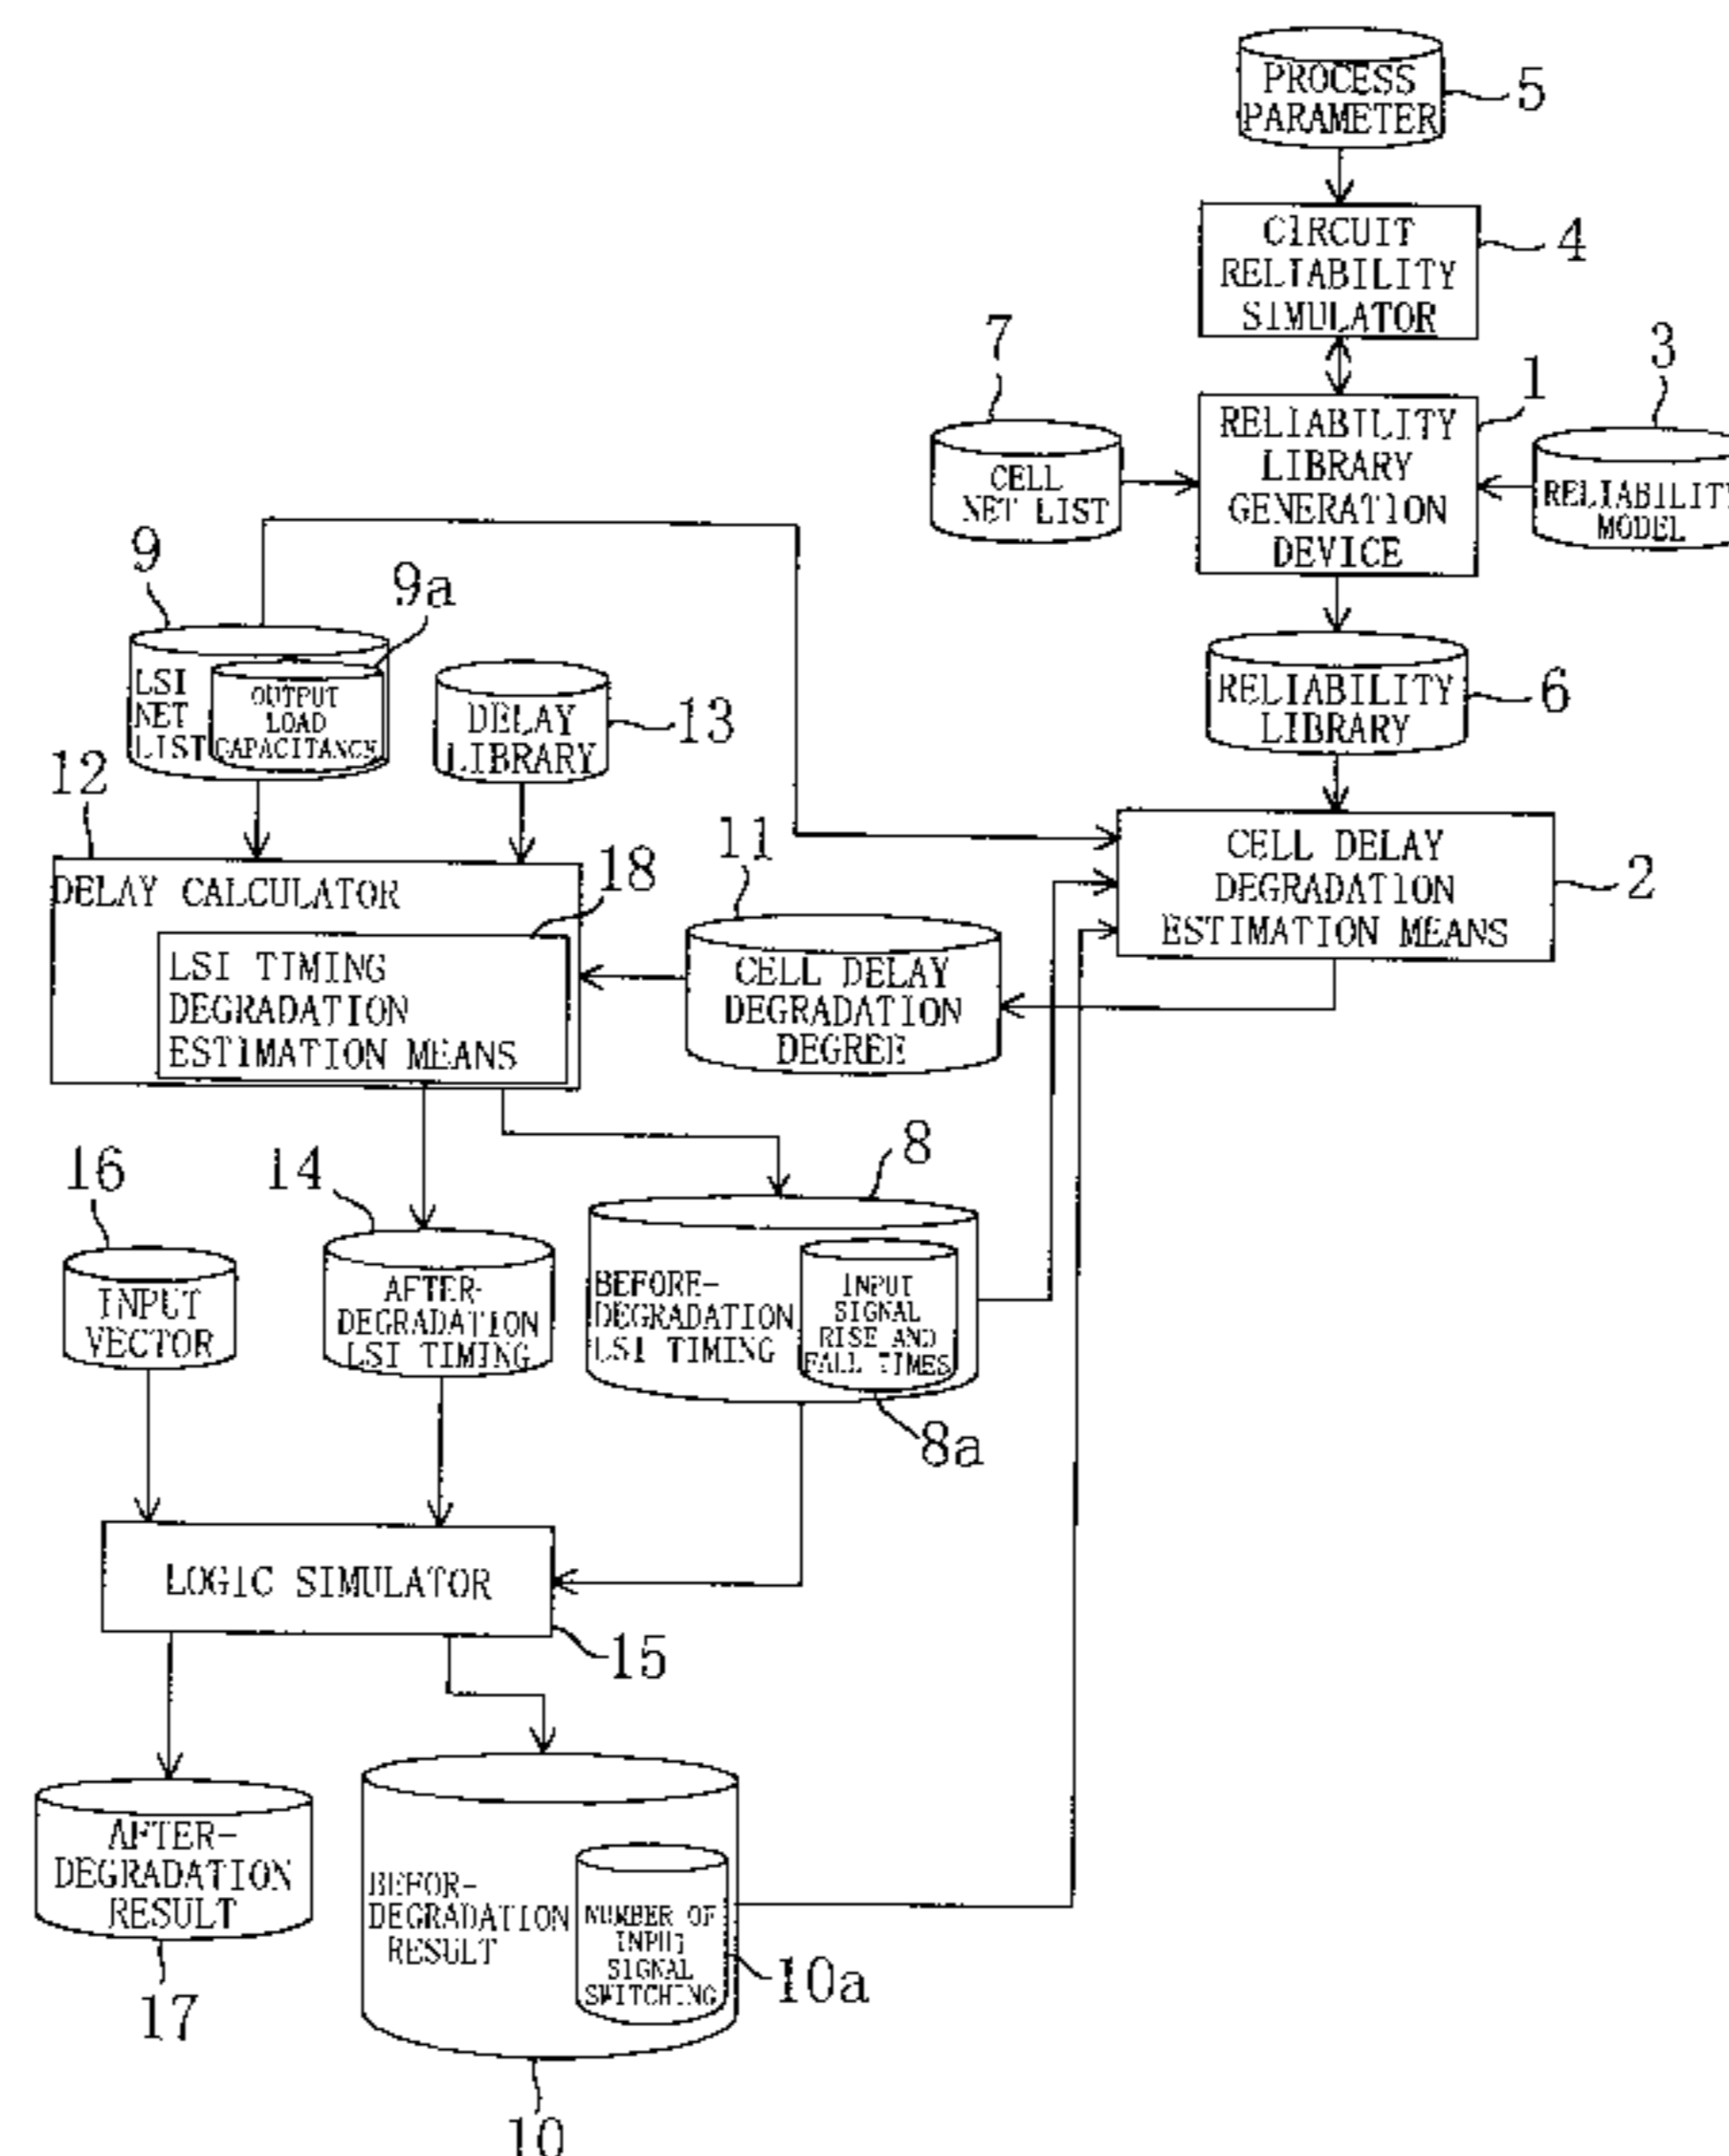 PROCESS
PARAMETER
5
CIRCUIT
RELIABILITY
SIMULATOR
4
7
3
1
CELL
NET LIST
RELIABILITY
LIBRARY
GENERATION
DEVICE
RELIABILITY
MODEL
9
9a
LSI
NET
LIST
OUTPUT
LOAD
CAPACITANCE
DELAY
LIBRARY
13
RELIABILITY
LIBRARY
6
12
11
18
DELAY CALCULATOR
LSI TIMING
DEGRADATION
ESTIMATION MEANS
CELL DELAY
DEGRADATION
DEGREE
CELL DELAY
DEGRADATION
ESTIMATION MEANS
2
16
14
8
INPUT
VECTOR
AFTER-
DEGRADATION
LSI TIMING
BEFORE-
DEGRADATION
LSI TIMING
INPUT
SIGNAL
RISE AND
FALL TIMES
8a
LOGIC SIMULATOR
15
AFTER-
DEGRADATION
RESULT
17
BEFOR-
DEGRADATION
RESULT
NUMBER OF
INPUT
SIGNAL
SWITCHING
10a
10